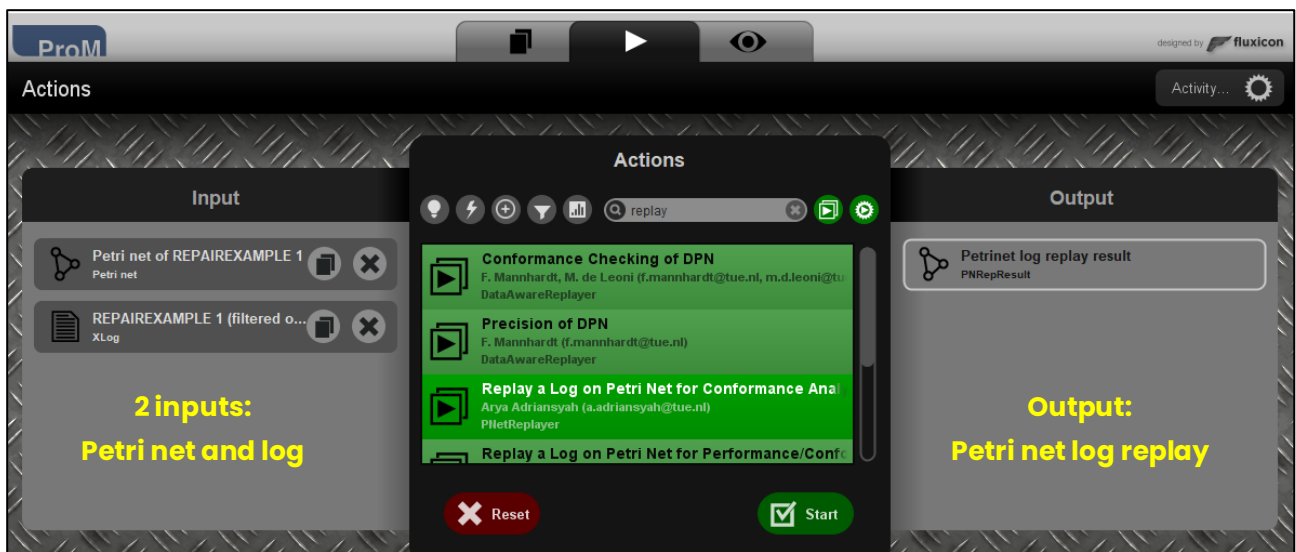 ProM
designed by fluxicon
Actions
Activity...
Actions
Input
replay
Output
Petri net of REPAIREXAMPLE 1
Petri net
REPAIREXAMPLE 1 (filtered o...
XLog
Conformance Checking of DPN
F. Mannhardt, M. de Leoni (f.mannhardt@tue.nl, m.d.leoni@tu
DataAwareReplayer
Precision of DPN
F. Mannhardt (f.mannhardt@tue.nl)
DataAwareReplayer
Replay a Log on Petri Net for Conformance Anal
Arya Adriansyah (a.adriansyah@tue.nl)
PNetReplayer
Replay a Log on Petri Net for Performance/Confo
Petrinet log replay result
PNRepResult
2 inputs:
Petri net and log
Output:
Petri net log replay
Reset
Start